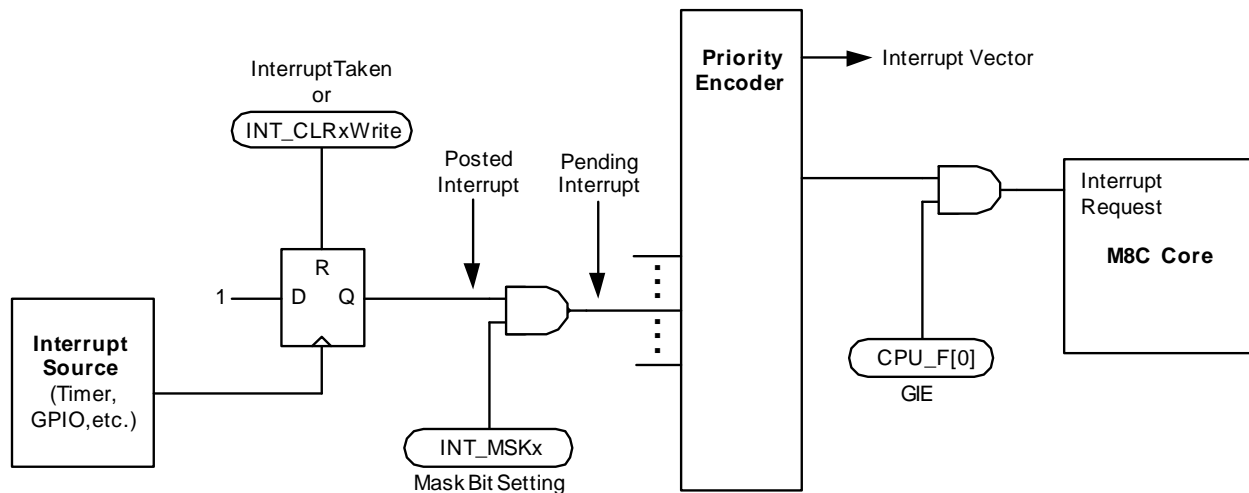 Priority
Encoder
Interrupt Vector
InterruptTaken
or
INT_CLRxWrite
Posted
Interrupt
Pending
Interrupt
Interrupt
Request
M8C Core
R
1
D Q
Interrupt
Source
(Timer,
GPIO,etc.)
CPU_F[0]
GIE
INT_MSKx
Mask Bit Setting